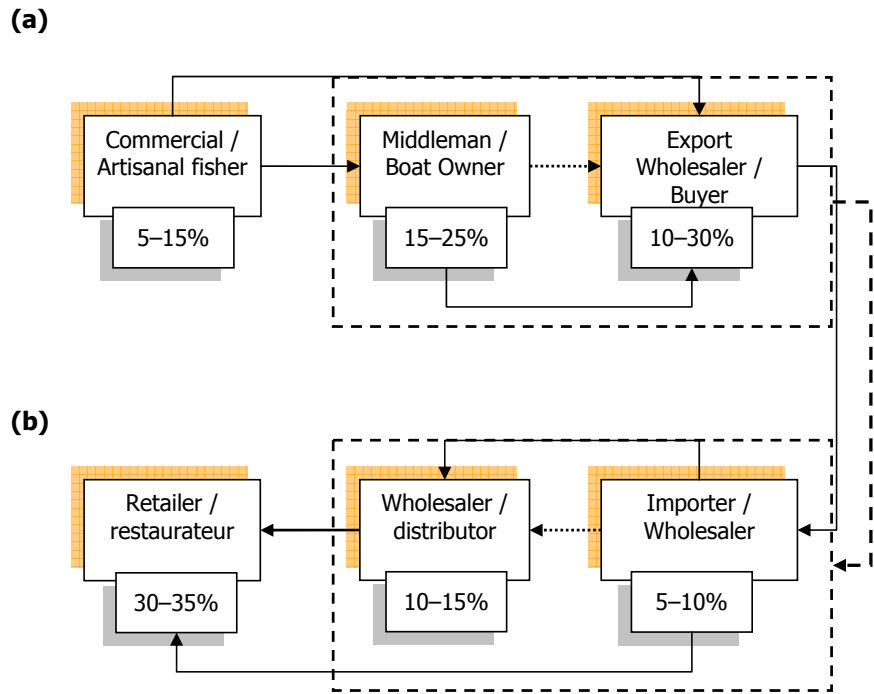 (a)
Commercial /
Artisanal fisher
5–15%
Middleman /
Boat Owner
15–25%
Export
Wholesaler /
Buyer
10–30%
(b)
Retailer /
restaurateur
30–35%
Wholesaler /
distributor
10–15%
Importer /
Wholesaler
5–10%